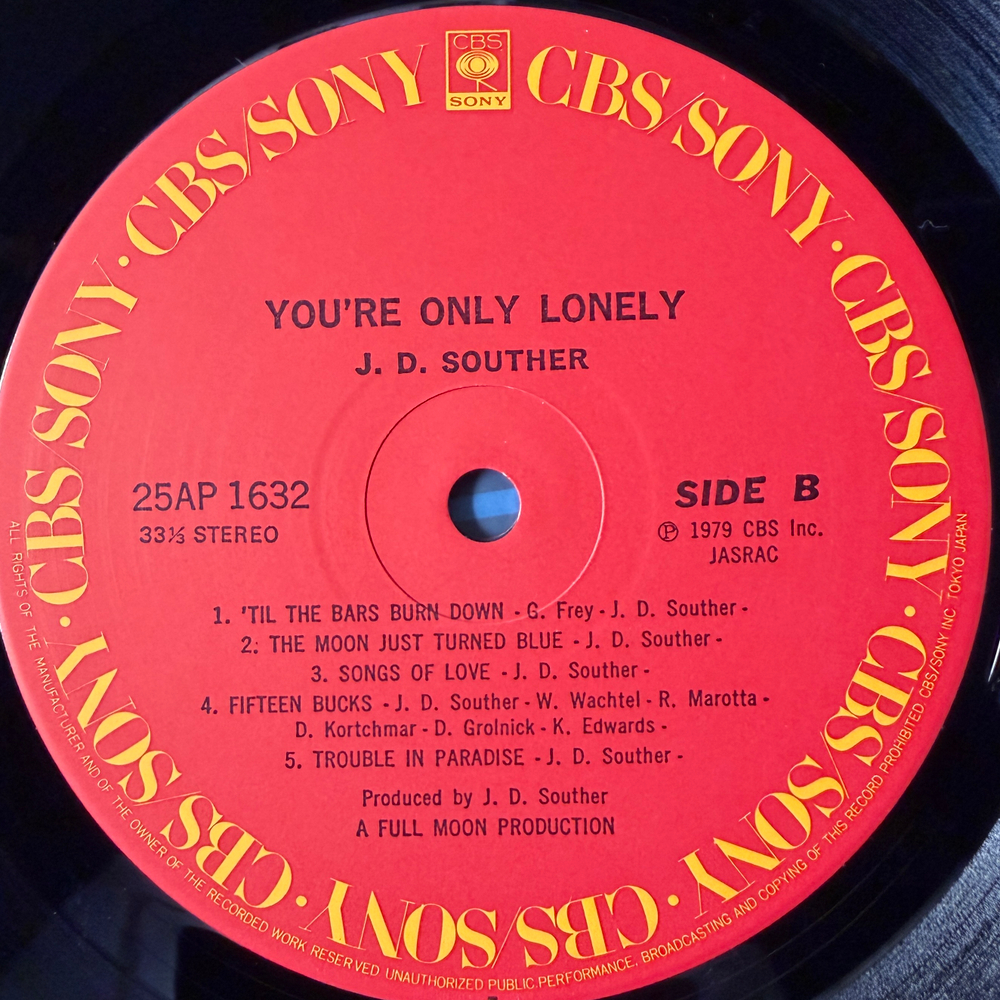 CBS
SONY
CBS/SONY · CBS/SONY · CBS/SONY · CBS/SONY · CBS/SONY · CBS/SONY · CBS/SONY · CBS/SONY
YOU'RE ONLY LONELY
J. D. SOUTHER
25AP 1632
33⅓ STEREO
SIDE B
Ⓟ 1979 CBS Inc.
JASRAC
1. 'TIL THE BARS BURN DOWN - G. Frey - J. D. Souther -
2: THE MOON JUST TURNED BLUE - J. D. Souther -
3. SONGS OF LOVE - J. D. Souther -
4. FIFTEEN BUCKS - J. D. Souther - W. Wachtel - R. Marotta -
D. Kortchmar - D. Grolnick - K. Edwards -
5. TROUBLE IN PARADISE - J. D. Souther -
Produced by J. D. Souther
A FULL MOON PRODUCTION
ALL RIGHTS OF THE MANUFACTURER AND OF THE OWNER OF THE RECORDED WORK RESERVED UNAUTHORIZED PUBLIC PERFORMANCE, BROADCASTING AND COPYING OF THIS RECORD PROHIBITED CBS/SONY INC. TOKYO JAPAN